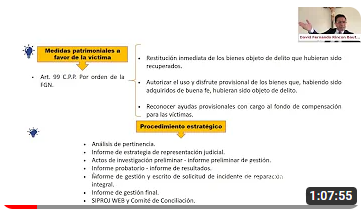 David Fernando Rincón Baut...
Medidas patrimoniales a
favor de la víctima
• Restitución inmediata de los bienes objeto de delito que hubieran sido
recuperados.
• Art. 99 C.P.P. Por orden de la
FGN.
• Autorizar el uso y disfrute provisional de los bienes que, habiendo sido
adquiridos de buena fe, hubieran sido objeto de delito.
• Reconocer ayudas provisionales con cargo al fondo de compensación
para las víctimas.
Procedimiento estratégico
• Análisis de pertinencia.
• Informe de estrategia de representación judicial.
• Actos de investigación preliminar - informe preliminar de gestión.
• Informe probatorio - informe de resultados.
• Informe de gestión y escrito de solicitud de incidente de reparación
integral.
• Informe de gestión final.
• SIPROJ WEB y Comité de Conciliación.
1:07:55